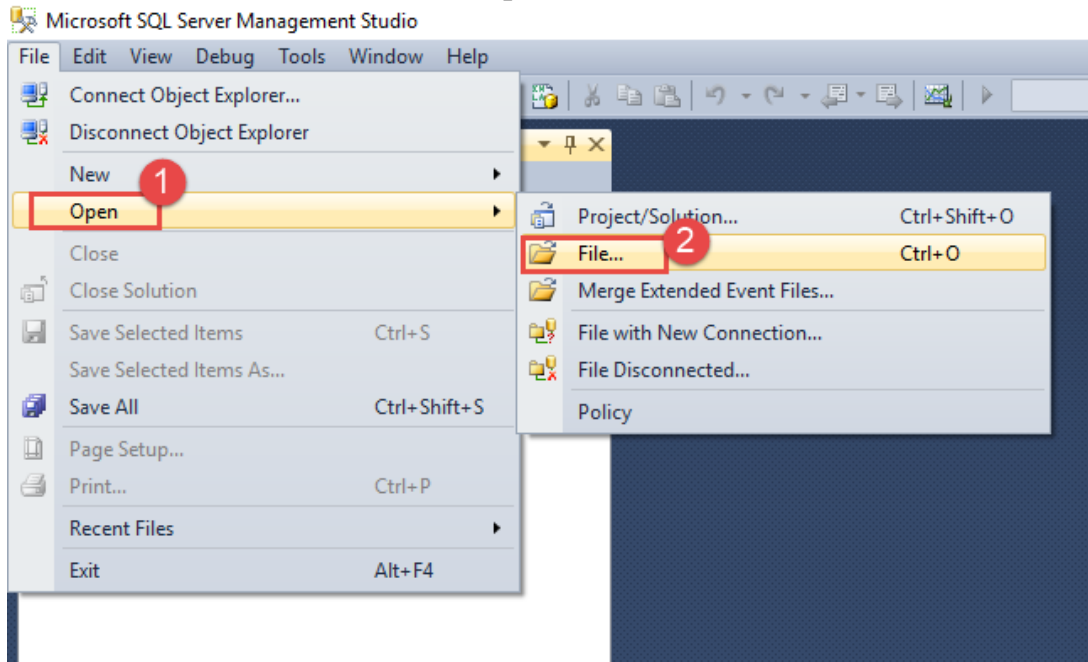 Microsoft SQL Server Management Studio
File Edit View Debug Tools Window Help
Connect Object Explorer...
Disconnect Object Explorer
New
1
Open
Close
Close Solution
Save Selected Items Ctrl+S
Save Selected Items As...
Save All Ctrl+Shift+S
Page Setup...
Print... Ctrl+P
Recent Files
Exit Alt+F4
Project/Solution... Ctrl+Shift+O
2
File... Ctrl+O
Merge Extended Event Files...
File with New Connection...
File Disconnected...
Policy